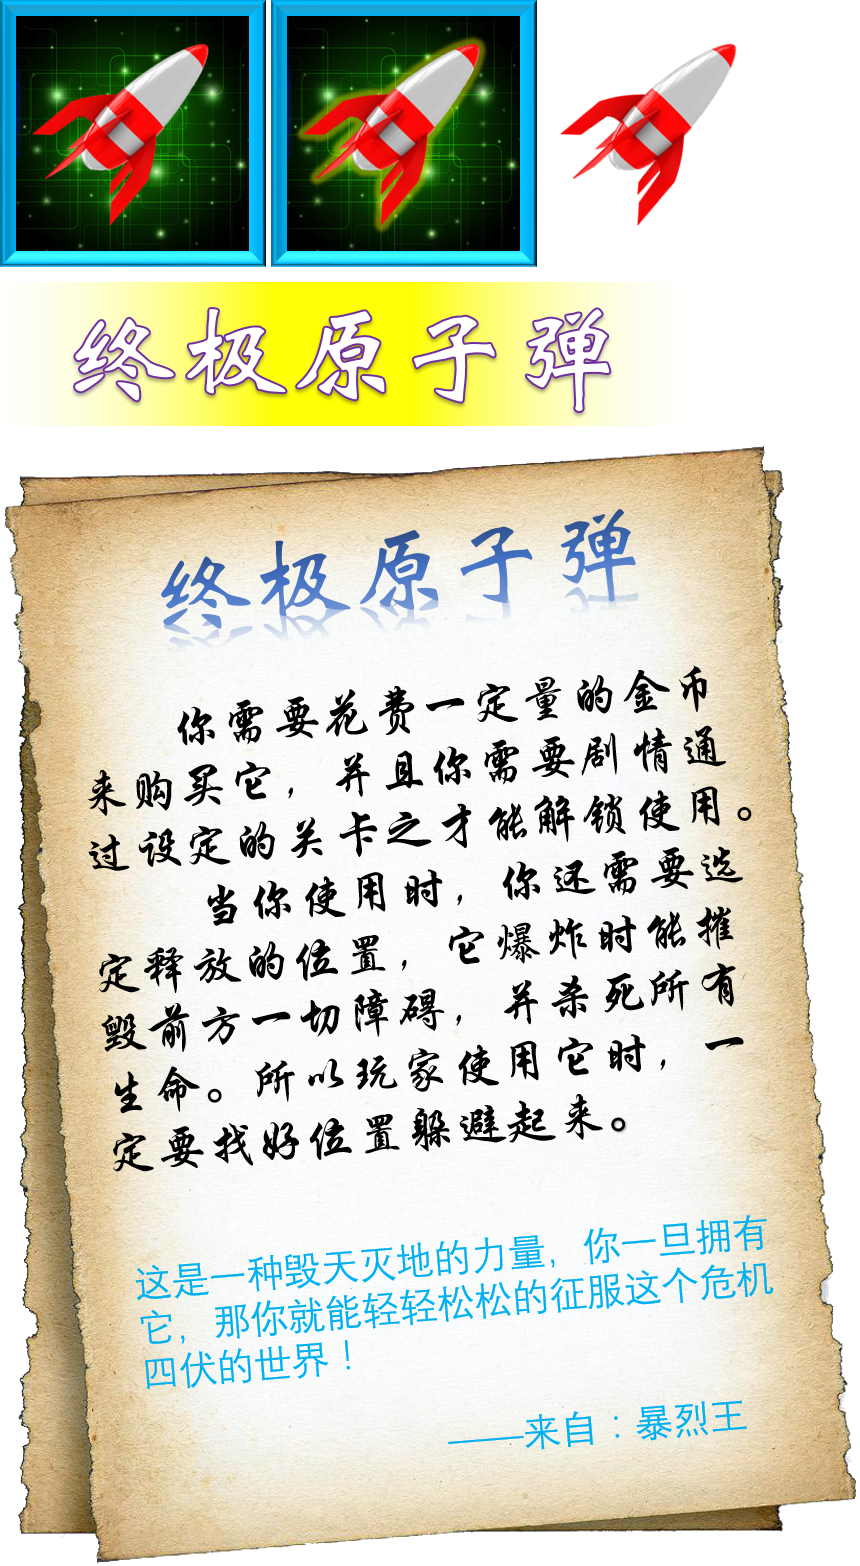 终极原子弹
终极原子弹
你需要花费一定量的金币
来购买它，并且你需要剧情通
过设定的关卡之才能解锁使用。
当你使用时，你还需要选
定释放的位置，它爆炸时能摧
毁前方一切障碍，并杀死所有
生命。所以玩家使用它时，一
定要找好位置躲避起来。
这是一种毁天灭地的力量，你一旦拥有
它，那你就能轻轻松松的征服这个危机
四伏的世界！
——来自：暴烈王